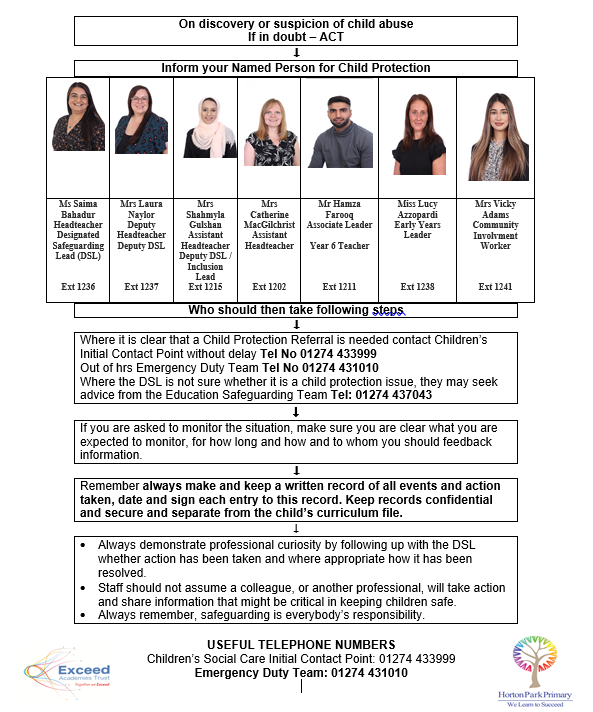 On discovery or suspicion of child abuse
If in doubt – ACT
Inform your Named Person for Child Protection
Ms Saima
Bahadur
Headteacher
Designated
Safeguarding
Lead (DSL)
Ext 1236
Mrs Laura
Naylor
Deputy
Headteacher
Deputy DSL
Ext 1237
Mrs
Shahmyla
Gulshan
Assistant
Headteacher
Deputy DSL /
Inclusion
Lead
Ext 1215
Mrs
Catherine
MacGilchrist
Assistant
Headteacher
Ext 1202
Mr Hamza
Farooq
Associate Leader
Year 6 Teacher
Ext 1211
Miss Lucy
Azzopardi
Early Years
Leader
Ext 1238
Mrs Vicky
Adams
Community
Involvment
Worker
Ext 1241
Who should then take following steps
Where it is clear that a Child Protection Referral is needed contact Children's
Initial Contact Point without delay Tel No 01274 433999
Out of hrs Emergency Duty Team Tel No 01274 431010
Where the DSL is not sure whether it is a child protection issue, they may seek
advice from the Education Safeguarding Team Tel: 01274 437043
If you are asked to monitor the situation, make sure you are clear what you are
expected to monitor, for how long and how and to whom you should feedback
information.
Remember always make and keep a written record of all events and action
taken, date and sign each entry to this record. Keep records confidential
and secure and separate from the child's curriculum file.
• Always demonstrate professional curiosity by following up with the DSL
whether action has been taken and where appropriate how it has been
resolved.
• Staff should not assume a colleague, or another professional, will take action
and share information that might be critical in keeping children safe.
• Always remember, safeguarding is everybody's responsibility.
USEFUL TELEPHONE NUMBERS
Children's Social Care Initial Contact Point: 01274 433999
Emergency Duty Team: 01274 431010
Exceed
Academies Trust
Together we Exceed
Horton Park Primary
We Learn to Succeed